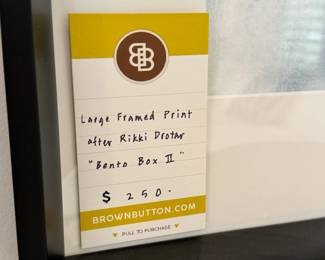 BB
Large Framed Print
after Rikki Drotar
"Bento Box II"
$ 250.
BROWNBUTTON.COM
PULL TO PURCHASE